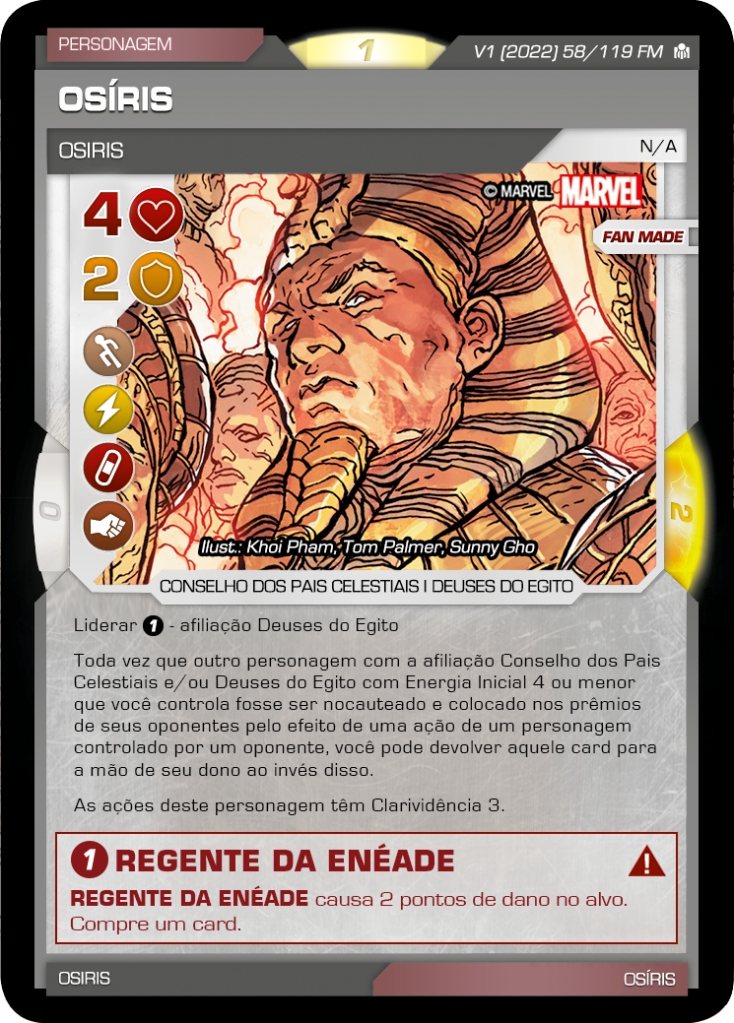 PERSONAGEM
1
V1 (2022) 58/119 FM
OSÍRIS
OSIRIS
N/A
© MARVEL MARVEL
4
FAN MADE
2
0
2
Ilust.: Khoi Pham, Tom Palmer, Sunny Gho
CONSELHO DOS PAIS CELESTIAIS | DEUSES DO EGITO
Liderar 1 - afiliação Deuses do Egito
Toda vez que outro personagem com a afiliação Conselho dos Pais
Celestiais e/ou Deuses do Egito com Energia Inicial 4 ou menor
que você controla fosse ser nocauteado e colocado nos prêmios
de seus oponentes pelo efeito de uma ação de um personagem
controlado por um oponente, você pode devolver aquele card para
a mão de seu dono ao invés disso.
As ações deste personagem têm Clarividência 3.
1 REGENTE DA ENÉADE
REGENTE DA ENÉADE causa 2 pontos de dano no alvo.
Compre um card.
OSIRIS
OSÍRIS